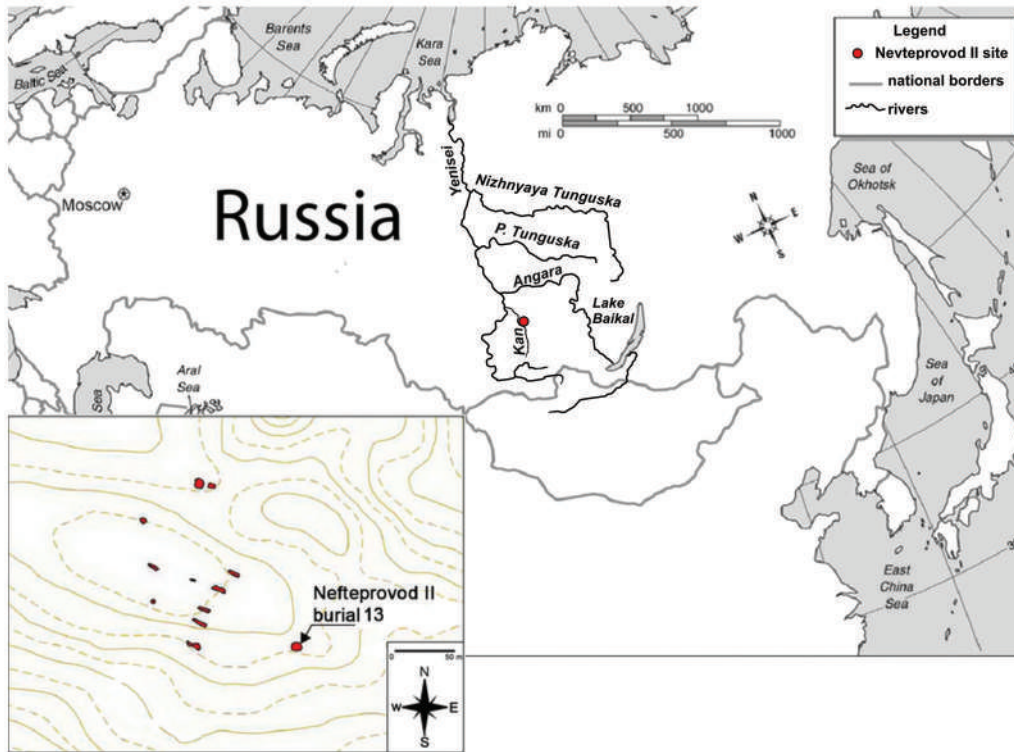 Barents
Sea
Kara
Sea
Baltic Sea
Legend
Nevteprovod II site
national borders
rivers
km 0 500 1000
mi 0 500 1000
Sea of
Okhotsk
Moscow
Russia
Yenisei
Nizhnyaya Tunguska
P. Tunguska
Angara
Lake
Baikal
Kan
N
W E
S
Aral
Sea
Sea
Sea of
Japan
East
China
Sea
Nefteprovod II
burial 13
50 m
N
W E
S